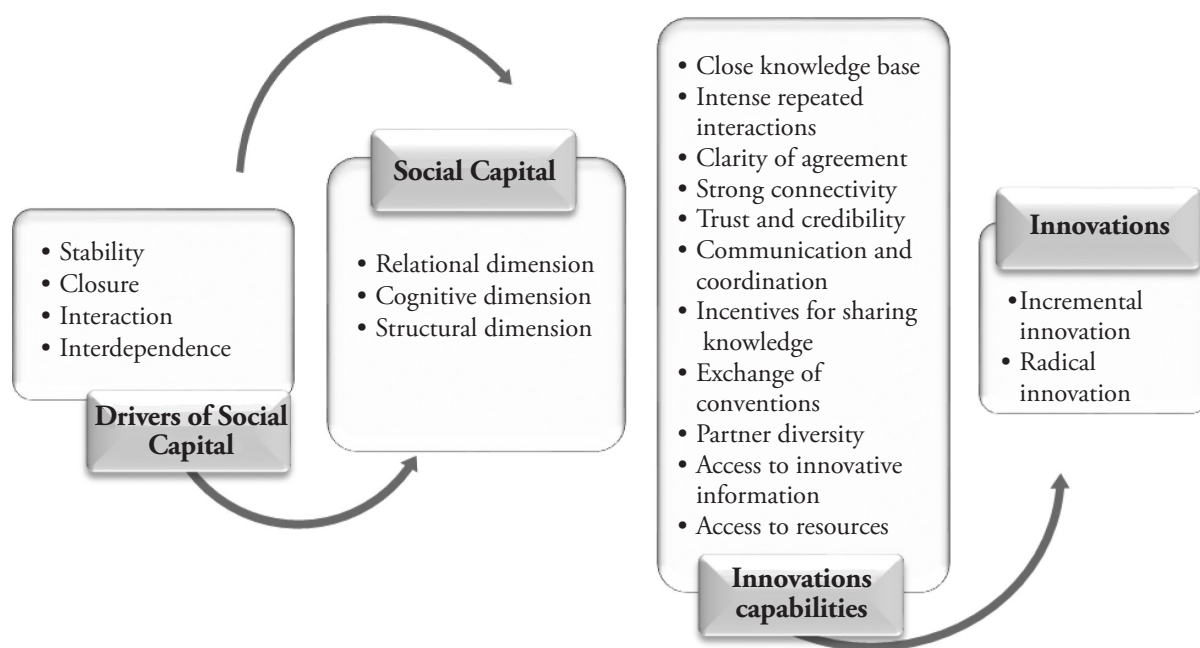 • Stability
• Closure
• Interaction
• Interdependence
Drivers of Social
Capital
Social Capital
• Relational dimension
• Cognitive dimension
• Structural dimension
• Close knowledge base
• Intense repeated
interactions
• Clarity of agreement
• Strong connectivity
• Trust and credibility
• Communication and
coordination
• Incentives for sharing
knowledge
• Exchange of
conventions
• Partner diversity
• Access to innovative
information
• Access to resources
Innovations
capabilities
Innovations
•Incremental
innovation
• Radical
innovation